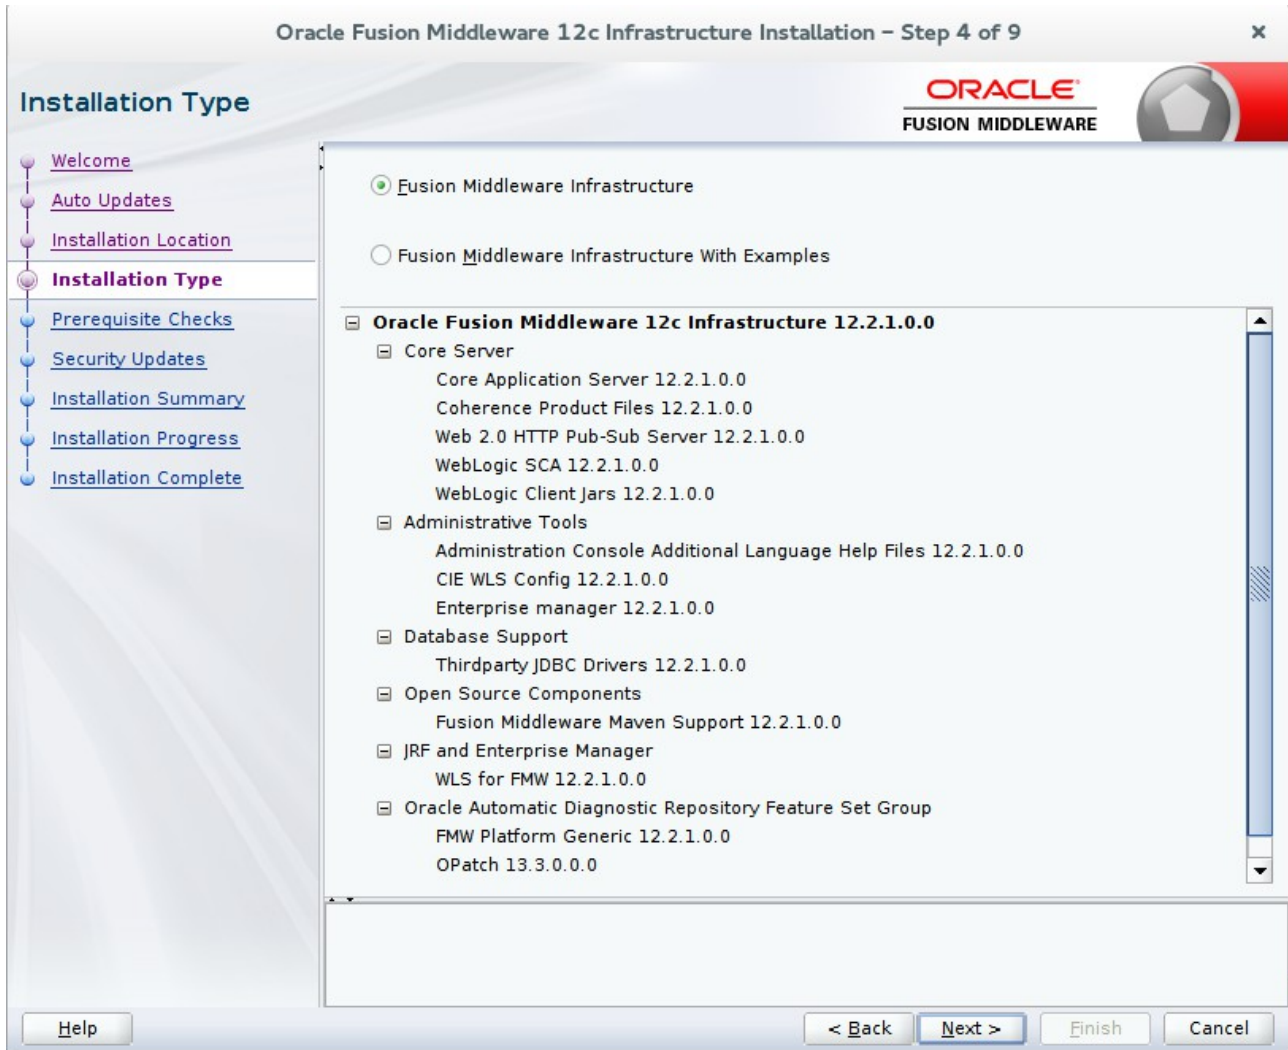 Oracle Fusion Middleware 12c Infrastructure Installation – Step 4 of 9
Installation Type
ORACLE
FUSION MIDDLEWARE
Welcome
Auto Updates
Installation Location
Installation Type
Prerequisite Checks
Security Updates
Installation Summary
Installation Progress
Installation Complete
Fusion Middleware Infrastructure
Fusion Middleware Infrastructure With Examples
Oracle Fusion Middleware 12c Infrastructure 12.2.1.0.0
Core Server
Core Application Server 12.2.1.0.0
Coherence Product Files 12.2.1.0.0
Web 2.0 HTTP Pub-Sub Server 12.2.1.0.0
WebLogic SCA 12.2.1.0.0
WebLogic Client Jars 12.2.1.0.0
Administrative Tools
Administration Console Additional Language Help Files 12.2.1.0.0
CIE WLS Config 12.2.1.0.0
Enterprise manager 12.2.1.0.0
Database Support
Thirdparty JDBC Drivers 12.2.1.0.0
Open Source Components
Fusion Middleware Maven Support 12.2.1.0.0
JRF and Enterprise Manager
WLS for FMW 12.2.1.0.0
Oracle Automatic Diagnostic Repository Feature Set Group
FMW Platform Generic 12.2.1.0.0
OPatch 13.3.0.0.0
Help
< Back
Next >
Finish
Cancel